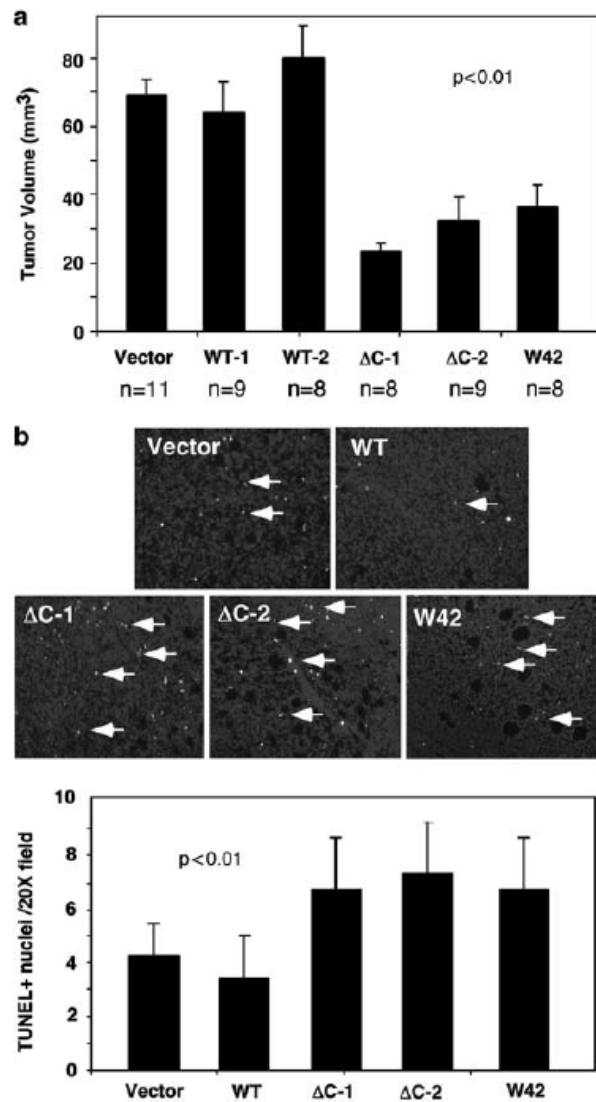 a
Tumor Volume (mm³)
80
60
40
20
0
p<0.01
Vector WT-1 WT-2 ΔC-1 ΔC-2 W42
n=11 n=9 n=8 n=8 n=9 n=8
b
Vector WT
ΔC-1 ΔC-2 W42
TUNEL+ nuclei /20X field
10
8
6
4
2
0
p<0.01
Vector WT ΔC-1 ΔC-2 W42